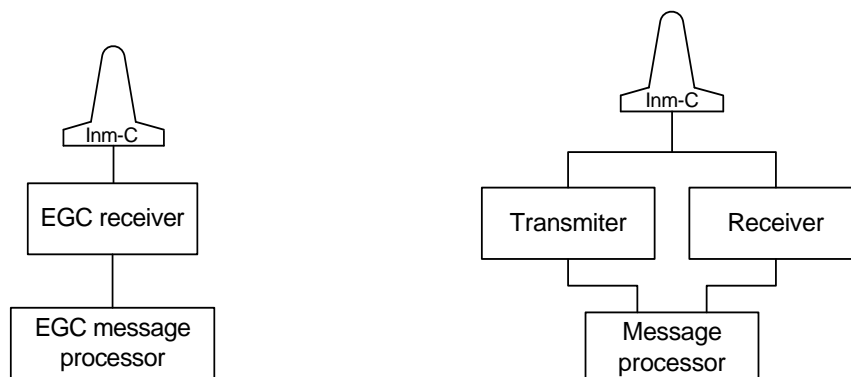 Inm-C
EGC receiver
EGC message
processor
Inm-C
Transmiter
Receiver
Message
processor